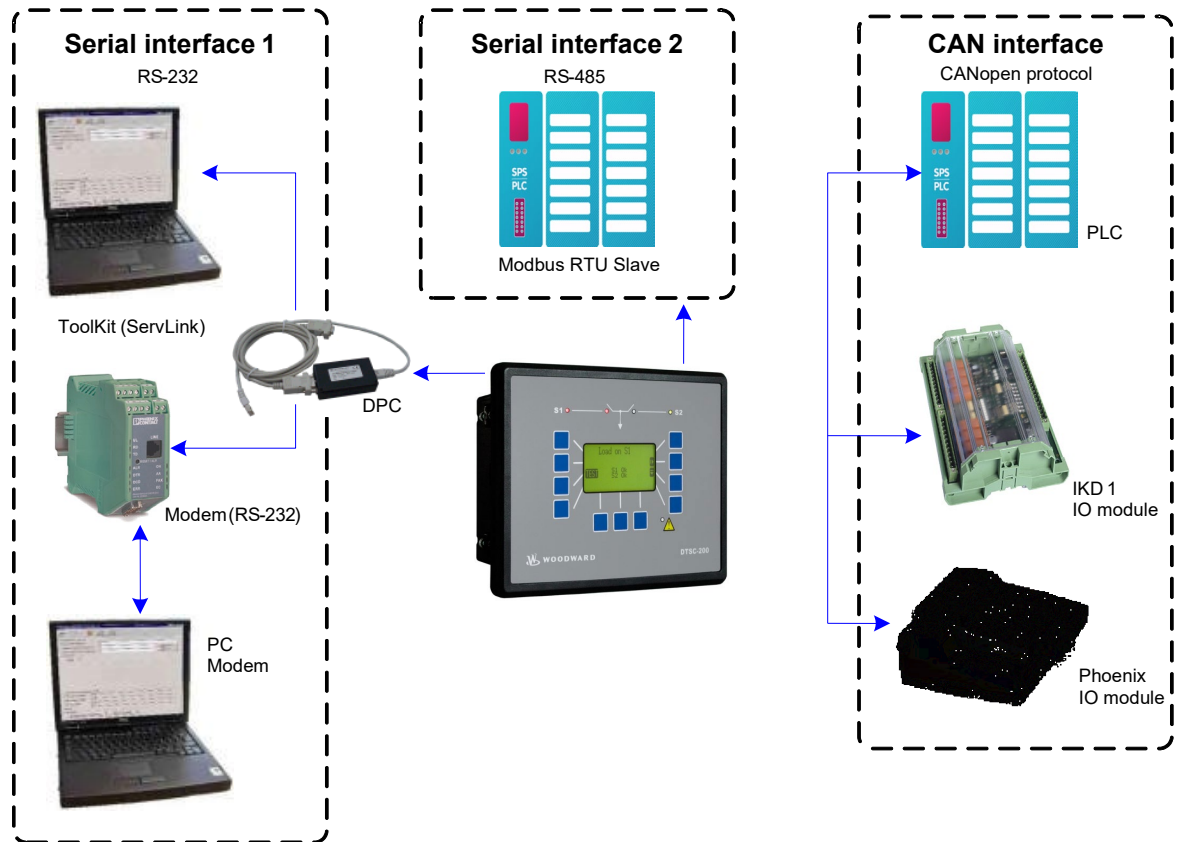 Serial interface 1
RS-232
ToolKit (ServLink)
DPC
Modem (RS-232)
PC
Modem
Serial interface 2
RS-485
SPS
PLC
Modbus RTU Slave
S1
S2
Load on S1
WOODWARD
DTSC-200
CAN interface
CANopen protocol
SPS
PLC
PLC
IKD 1
IO module
Phoenix
IO module